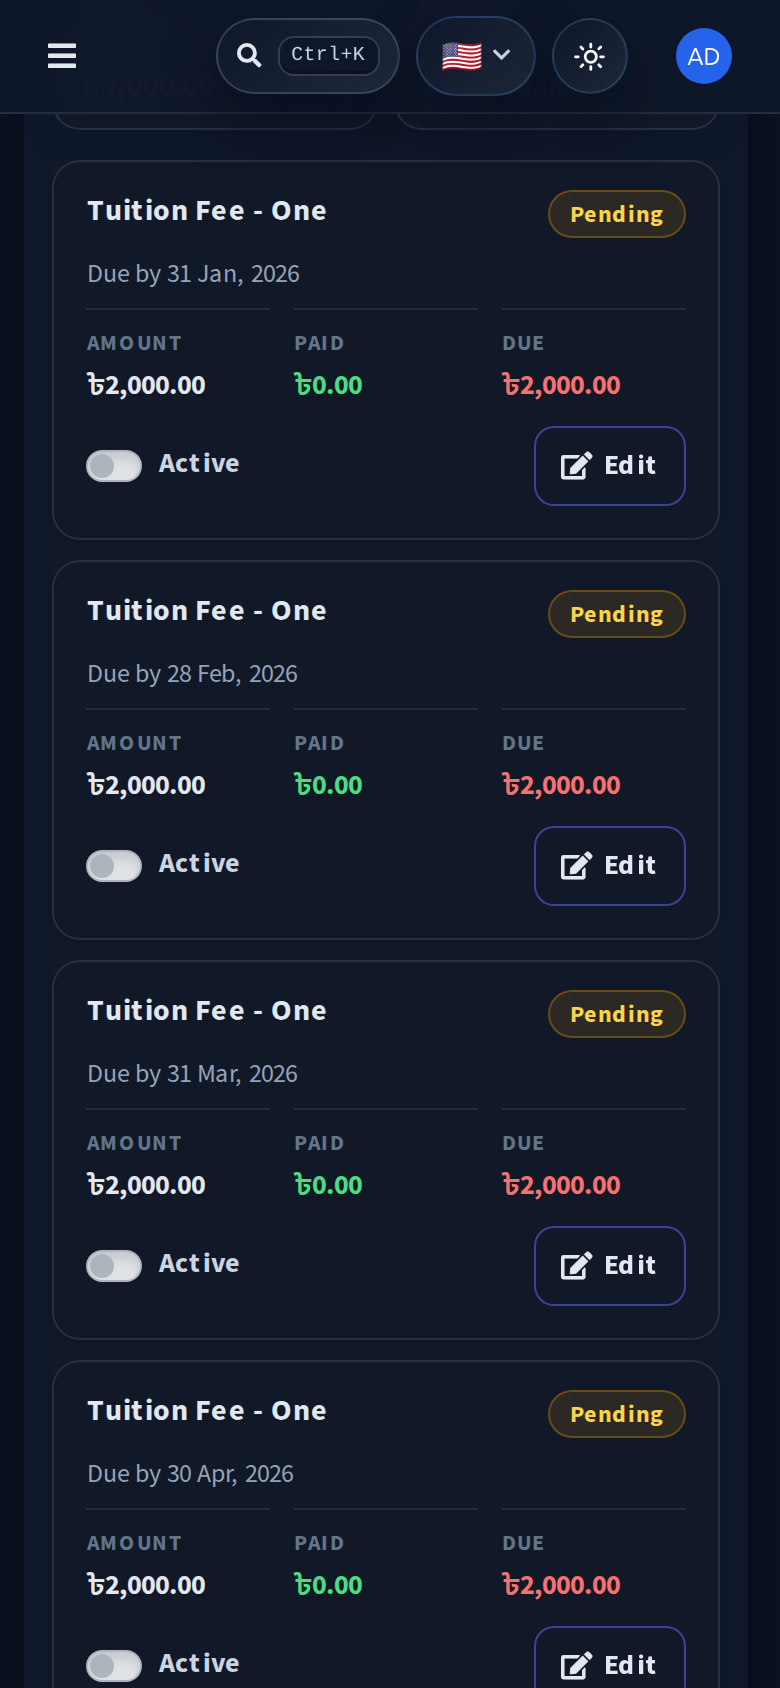 Ctrl+K
AD
Tuition Fee - One
Pending
Due by 31 Jan, 2026
AMOUNT PAID DUE
৳2,000.00 ৳0.00 ৳2,000.00
Active Edit
Tuition Fee - One
Pending
Due by 28 Feb, 2026
AMOUNT PAID DUE
৳2,000.00 ৳0.00 ৳2,000.00
Active Edit
Tuition Fee - One
Pending
Due by 31 Mar, 2026
AMOUNT PAID DUE
৳2,000.00 ৳0.00 ৳2,000.00
Active Edit
Tuition Fee - One
Pending
Due by 30 Apr, 2026
AMOUNT PAID DUE
৳2,000.00 ৳0.00 ৳2,000.00
Active Edit